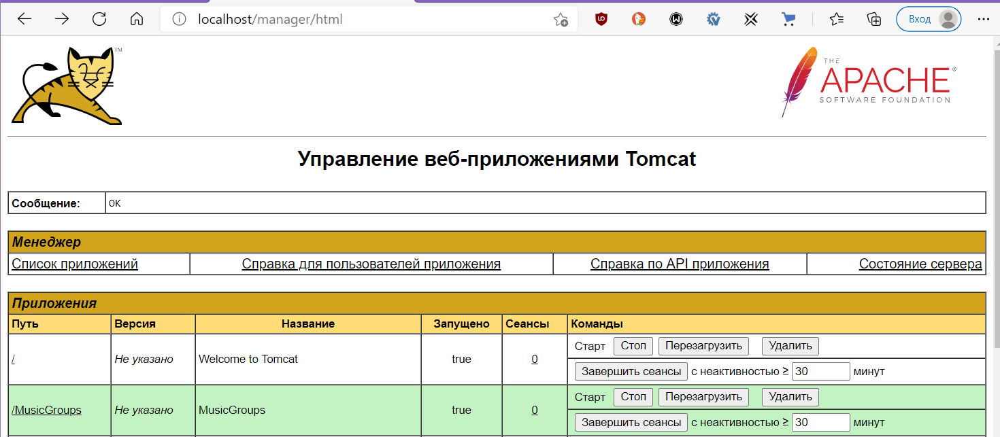 localhost/manager/html
Вход
TM
THE
APACHE®
SOFTWARE FOUNDATION
Управление веб-приложениями Tomcat
Сообщение: OK
Менеджер
Список приложений Справка для пользователей приложения Справка по API приложения Состояние сервера
Приложения
Путь Версия Название Запущено Сеансы Команды
/ Не указано Welcome to Tomcat true 0 Старт Стоп Перезагрузить Удалить
Завершить сеансы с неактивностью ≥ 30 минут
/MusicGroups Не указано MusicGroups true 0 Старт Стоп Перезагрузить Удалить
Завершить сеансы с неактивностью ≥ 30 минут